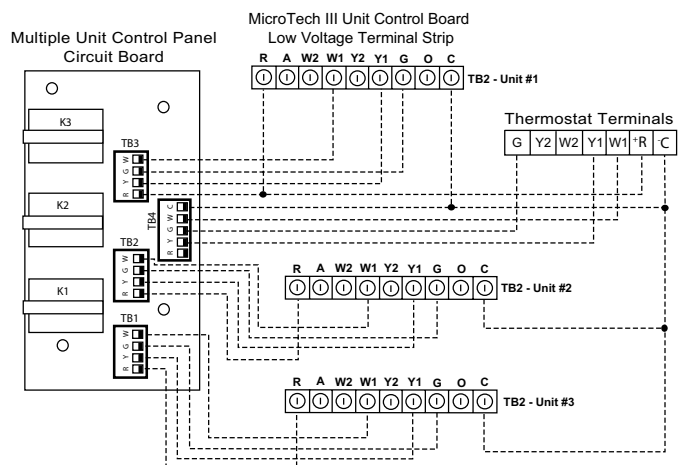 MicroTech III Unit Control Board
Low Voltage Terminal Strip
Multiple Unit Control Panel
Circuit Board
R A W2 W1 Y2 Y1 G O C
TB2 - Unit #1
Thermostat Terminals
G Y2 W2 Y1 W1 +R -C
K3
TB3
W
G
Y
R
K2
TB4
C
W
G
Y
R
TB2
W
G
Y
R
R A W2 W1 Y2 Y1 G O C
TB2 - Unit #2
K1
TB1
W
G
Y
R
R A W2 W1 Y2 Y1 G O C
TB2 - Unit #3